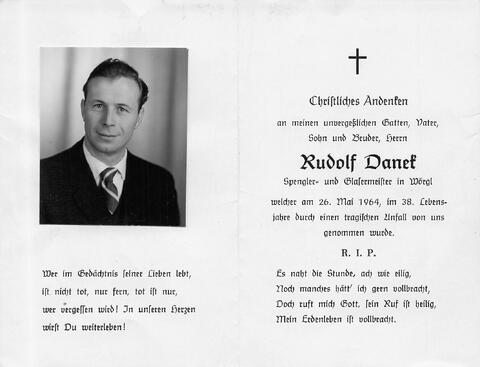 Wer im Gedächtnis seiner Lieben lebt,
ist nicht tot, nur fern, tot ist nur,
wer vergessen wird! In unseren Herzen
wirst Du weiterleben!
Christliches Andenken
an meinen unvergeßlichen Gatten, Vater,
Sohn und Bruder, Herrn
Rudolf Danek
Spengler- und Glasermeister in Wörgl
welcher am 26. Mai 1964, im 38. Lebens-
jahre durch einen tragischen Unfall von uns
genommen wurde.
R. I. P.
Es naht die Stunde, ach wie eilig,
Noch manches hätt' ich gern vollbracht,
Doch ruft mich Gott, sein Ruf ist heilig,
Mein Erdenleben ist vollbracht.